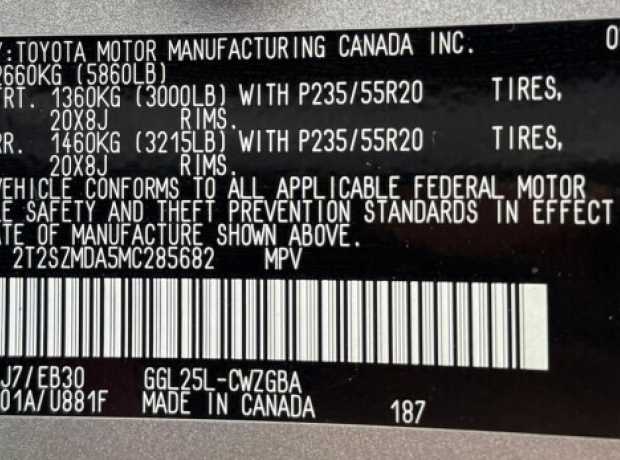 Y:TOYOTA MOTOR MANUFACTURING CANADA INC. 0
2660KG (5860LB)
FRT. 1360KG (3000LB) WITH P235/55R20 TIRES,
20X8J RIMS.
RR. 1460KG (3215LB) WITH P235/55R20 TIRES,
20X8J RIMS.
VEHICLE CONFORMS TO ALL APPLICABLE FEDERAL MOTOR
LE SAFETY AND THEFT PREVENTION STANDARDS IN EFFECT
ATE OF MANUFACTURE SHOWN ABOVE.
2T2SZMDA5MC285682 MPV
J7/EB30 GGL25L-CWZGBA
01A/U881F MADE IN CANADA 187